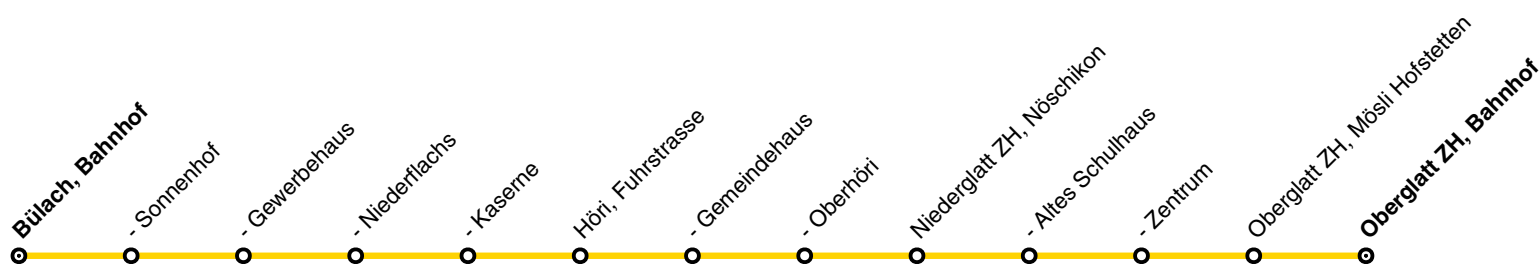 Bülach, Bahnhof
- Sonnenhof
- Gewerbehaus
- Niederflachs
- Kaserne
Höri, Fuhrstrasse
- Gemeindehaus
- Oberhöri
Niederglatt ZH, Nöschikon
- Altes Schulhaus
- Zentrum
Oberglatt ZH, Mösli Hofstetten
Oberglatt ZH, Bahnhof